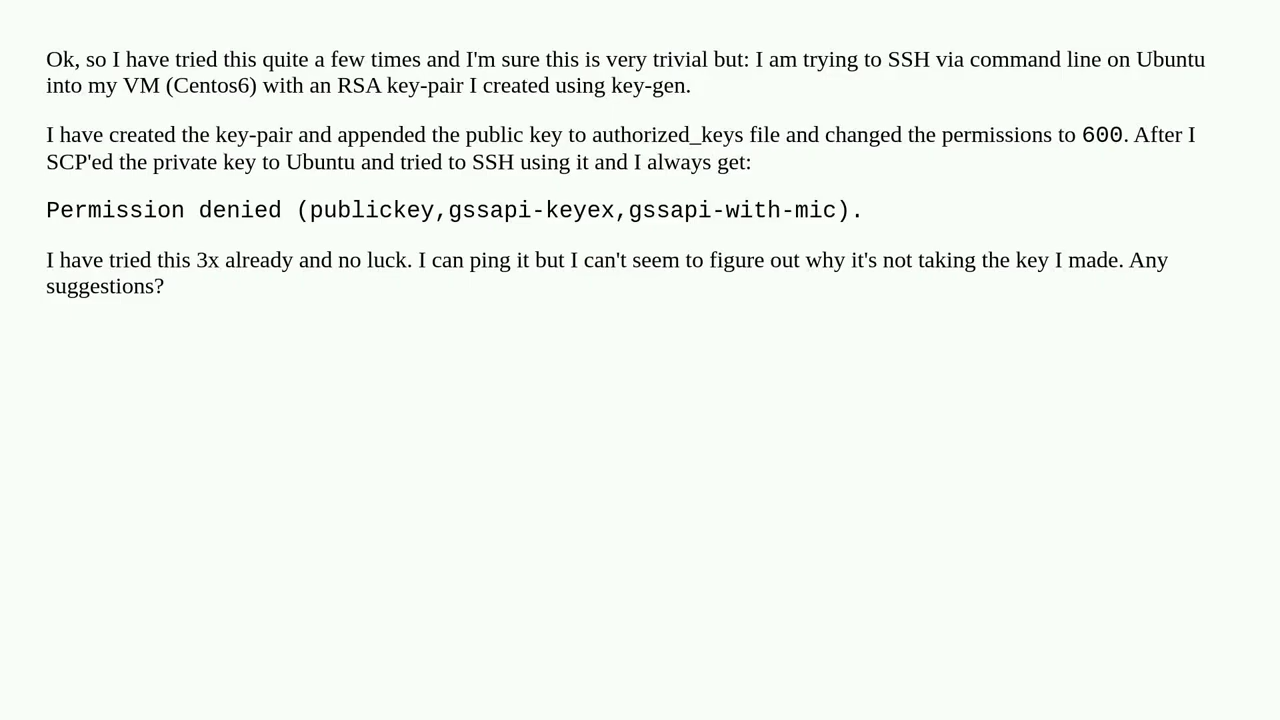 Ok, so I have tried this quite a few times and I'm sure this is very trivial but: I am trying to SSH via command line on Ubuntu
into my VM (Centos6) with an RSA key-pair I created using key-gen.
I have created the key-pair and appended the public key to authorized_keys file and changed the permissions to 600. After I
SCP'ed the private key to Ubuntu and tried to SSH using it and I always get:
Permission denied (publickey,gssapi-keyex,gssapi-with-mic).
I have tried this 3x already and no luck. I can ping it but I can't seem to figure out why it's not taking the key I made. Any
suggestions?